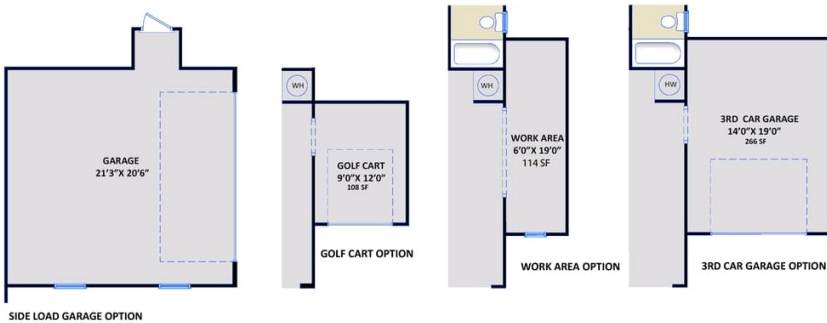 GARAGE
21'3"X 20'6"
SIDE LOAD GARAGE OPTION
WH
GOLF CART
9'0"X 12'0"
108 SF
GOLF CART OPTION
WH
WORK AREA
6'0"X 19'0"
114 SF
WORK AREA OPTION
HW
3RD CAR GARAGE
14'0"X 19'0"
266 SF
3RD CAR GARAGE OPTION